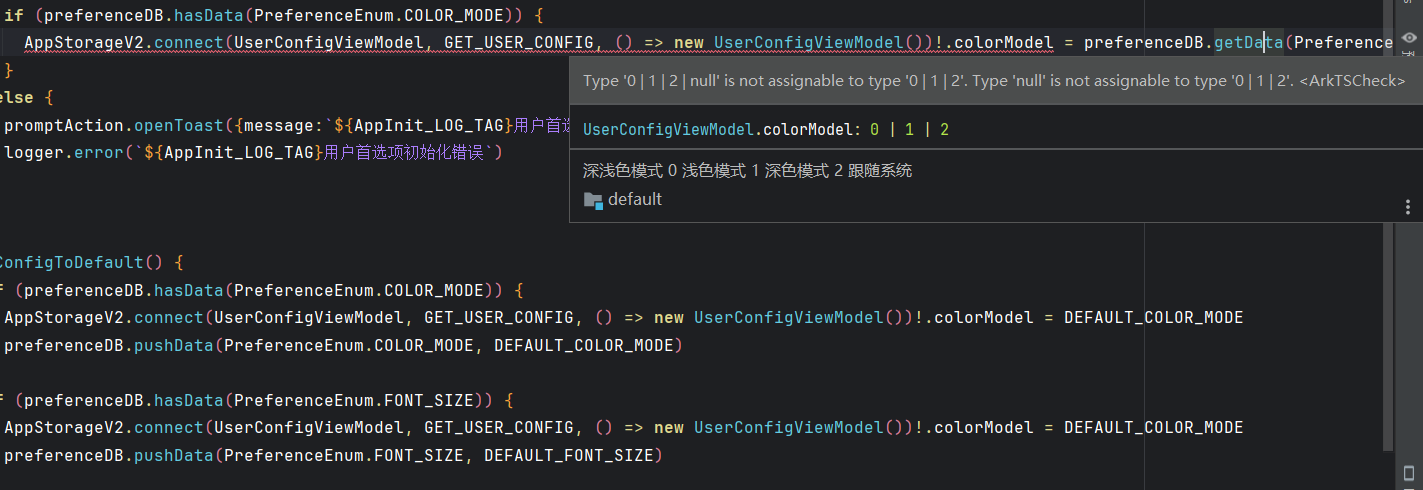 if (preferenceDB.hasData(PreferenceEnum.COLOR_MODE)) {
AppStorageV2.connect(UserConfigViewModel, GET_USER_CONFIG, () => new UserConfigViewModel())!.colorModel = preferenceDB.getData(Preference
}
else {
promptAction.openToast({message:`${AppInit_LOG_TAG}用户首选
logger.error(`${AppInit_LOG_TAG}用户首选项初始化错误`)
Type '0 | 1 | 2 | null' is not assignable to type '0 | 1 | 2'. Type 'null' is not assignable to type '0 | 1 | 2'. <ArkTSCheck>
UserConfigViewModel.colorModel: 0 | 1 | 2
深浅色模式 0 浅色模式 1 深色模式 2 跟随系统
default
ConfigToDefault() {
f (preferenceDB.hasData(PreferenceEnum.COLOR_MODE)) {
AppStorageV2.connect(UserConfigViewModel, GET_USER_CONFIG, () => new UserConfigViewModel())!.colorModel = DEFAULT_COLOR_MODE
preferenceDB.pushData(PreferenceEnum.COLOR_MODE, DEFAULT_COLOR_MODE)
f (preferenceDB.hasData(PreferenceEnum.FONT_SIZE)) {
AppStorageV2.connect(UserConfigViewModel, GET_USER_CONFIG, () => new UserConfigViewModel())!.colorModel = DEFAULT_COLOR_MODE
preferenceDB.pushData(PreferenceEnum.FONT_SIZE, DEFAULT_FONT_SIZE)